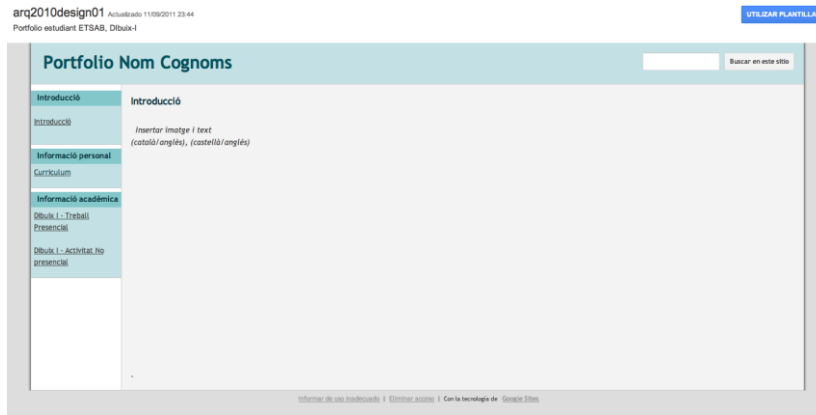 arq2010design01 Actualizado 11/09/2011 23:44
Portfolio estudiant ETSAB, Dibuix-I
UTILIZAR PLANTILLA
Portfolio Nom Cognoms
Buscar en este sitio
Introducció
Introducció
Informació personal
Curriculum
Informació acadèmica
Dibuix I - Treball
Presencial
Dibuix I - Activitat No
presencial
Introducció
Insertar imatge i text
(català/anglès), (castellà/anglés)
Informar de uso inadecuado | Eliminar acceso | Con la tecnología de Google Sites